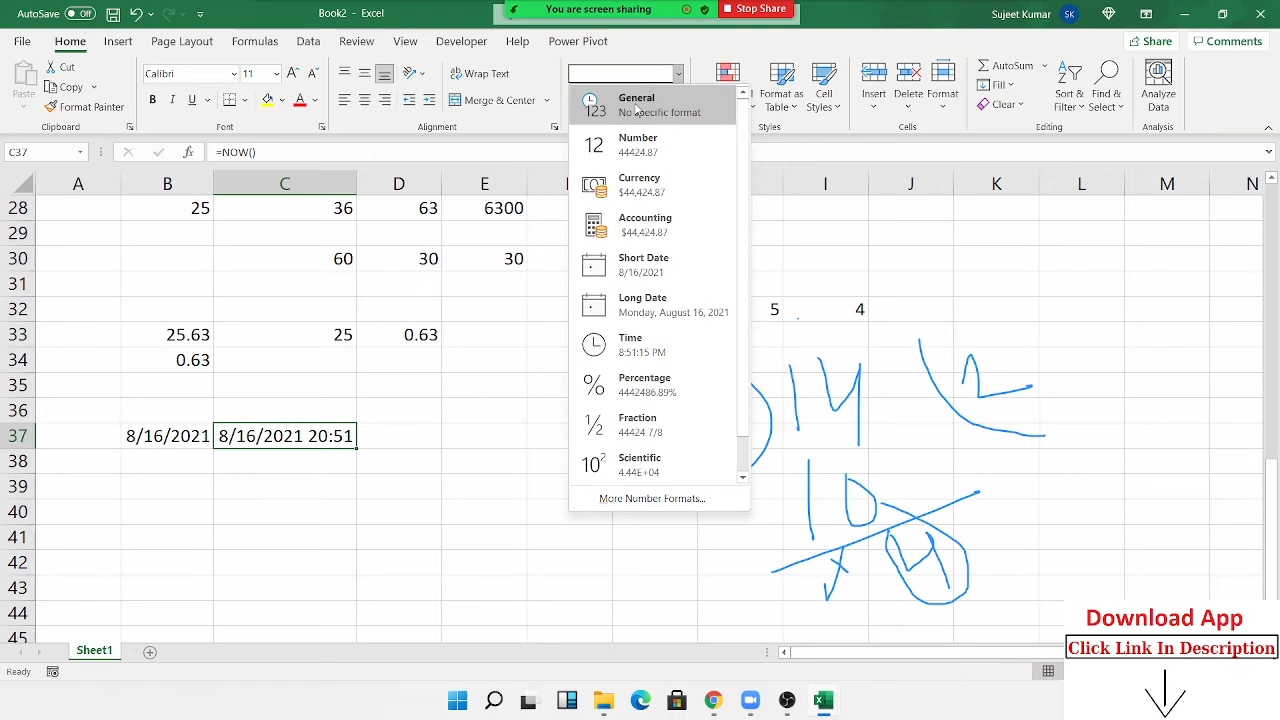 You are screen sharing
Stop Share
AutoSave Off
Book2 - Excel
Sujeet Kumar SK
File Home Insert Page Layout Formulas Data Review View Developer Help Power Pivot
Share Comments
Paste
Cut
Copy
Format Painter
Clipboard
Calibri 11
B I U
Font
Wrap Text
Merge & Center
Alignment
Format as Table
Cell Styles
Styles
Insert Delete Format
Cells
AutoSum
Fill
Clear
Sort & Filter
Find & Select
Editing
Analyze Data
Analysis
C37 fx =NOW()
General
No specific format
Number
44424.87
Currency
$44,424.87
Accounting
$44,424.87
Short Date
8/16/2021
Long Date
Monday, August 16, 2021
Time
8:51:15 PM
Percentage
4442486.89%
Fraction
44424 7/8
Scientific
4.44E+04
More Number Formats...
A B C D E I J K L M N
28 25 36 63 6300
29
30 60 30 30
31
32 5 4
33 25.63 25 0.63
34 0.63
35
36
37 8/16/2021 8/16/2021 20:51
38
39
40
41
42
43
44
45
Sheet1
Ready
Download App
Click Link In Description